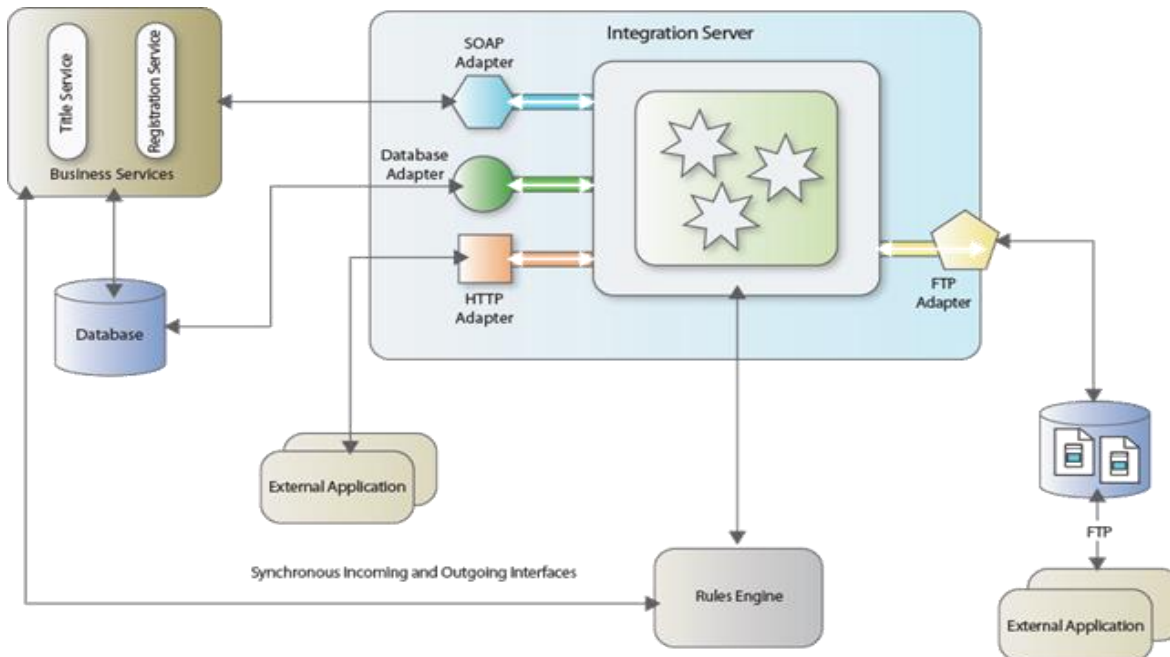 Integration Server
SOAP
Adapter
Title Service
Registration Service
Business Services
Database
Adapter
HTTP
Adapter
FTP
Adapter
Database
External Application
FTP
Synchronous Incoming and Outgoing Interfaces
Rules Engine
External Application